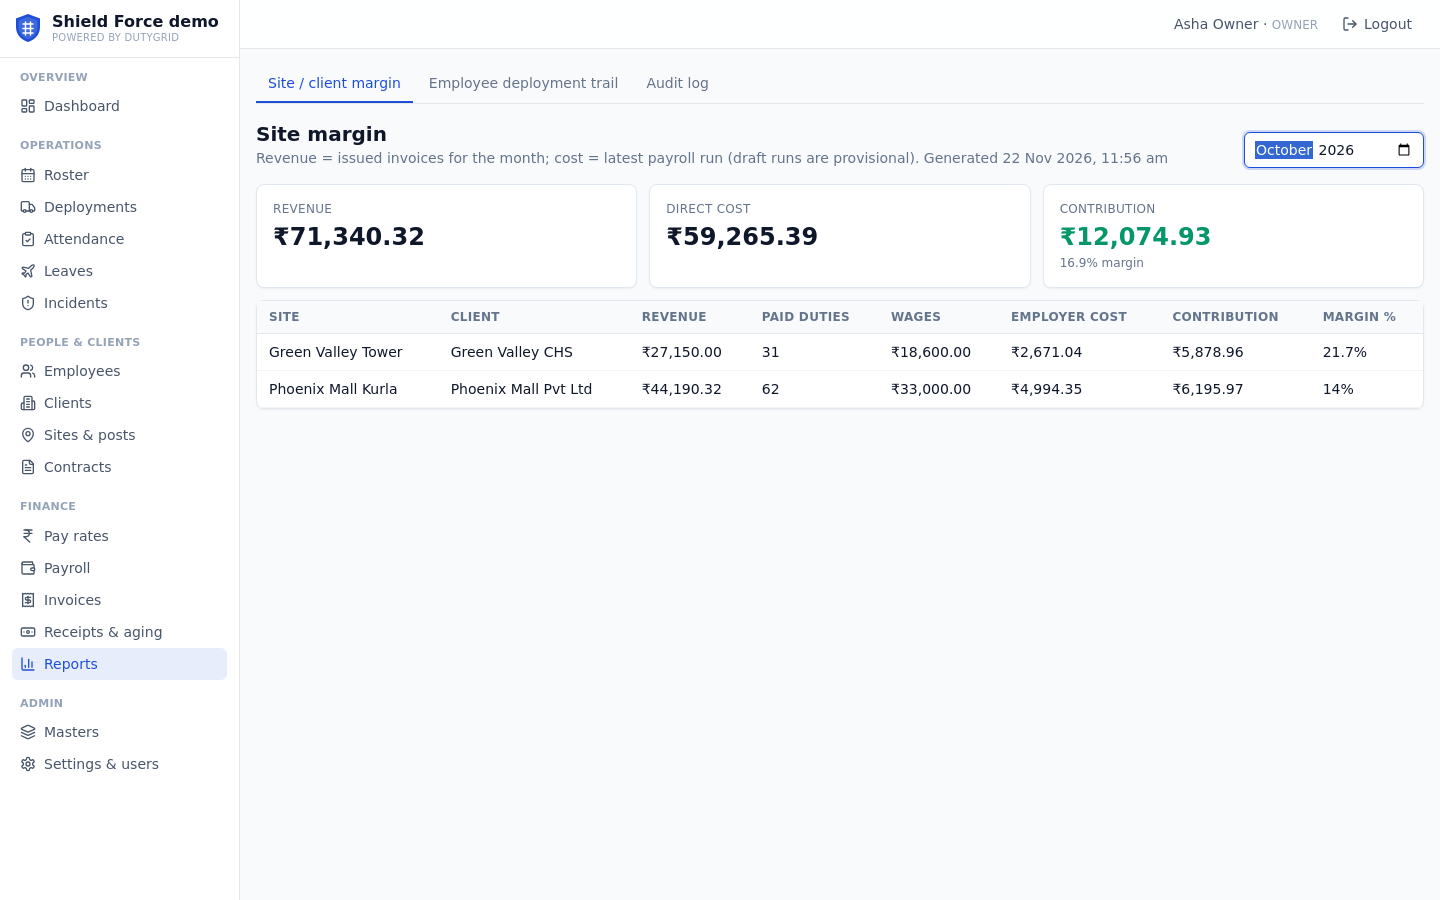 Shield Force demo
POWERED BY DUTYGRID
Asha Owner · OWNER
Logout
OVERVIEW
Dashboard
OPERATIONS
Roster
Deployments
Attendance
Leaves
Incidents
PEOPLE & CLIENTS
Employees
Clients
Sites & posts
Contracts
FINANCE
Pay rates
Payroll
Invoices
Receipts & aging
Reports
ADMIN
Masters
Settings & users
Site / client margin Employee deployment trail Audit log
Site margin
Revenue = issued invoices for the month; cost = latest payroll run (draft runs are provisional). Generated 22 Nov 2026, 11:56 am
October 2026
REVENUE
₹71,340.32
DIRECT COST
₹59,265.39
CONTRIBUTION
₹12,074.93
16.9% margin
SITE CLIENT REVENUE PAID DUTIES WAGES EMPLOYER COST CONTRIBUTION MARGIN %
Green Valley Tower Green Valley CHS ₹27,150.00 31 ₹18,600.00 ₹2,671.04 ₹5,878.96 21.7%
Phoenix Mall Kurla Phoenix Mall Pvt Ltd ₹44,190.32 62 ₹33,000.00 ₹4,994.35 ₹6,195.97 14%